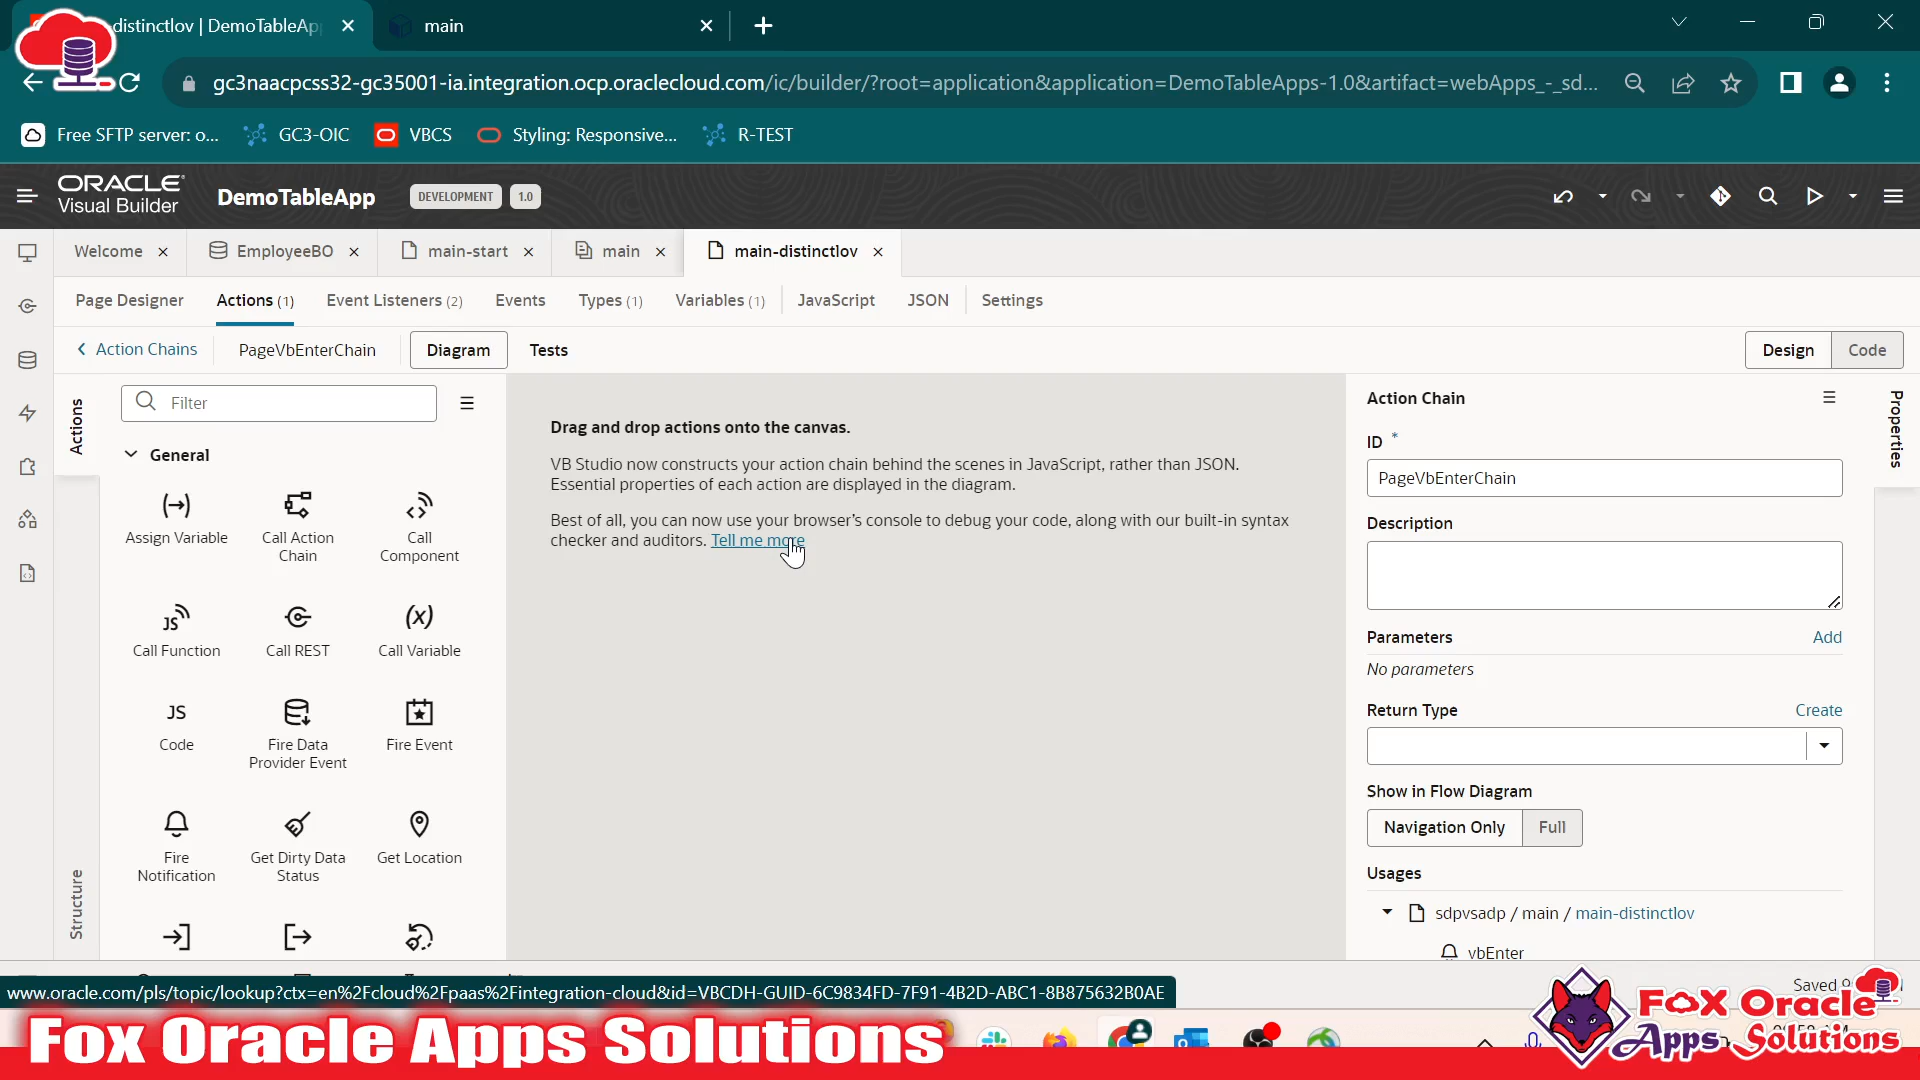 distinctlov | DemoTableAp
main
gc3naacpcss32-gc35001-ia.integration.ocp.oraclecloud.com/ic/builder/?root=application&application=DemoTableApps-1.0&artifact=webApps_-_sd...
Free SFTP server: o...
GC3-OIC
VBCS
Styling: Responsive...
R-TEST
ORACLE
Visual Builder
DemoTableApp
DEVELOPMENT
1.0
Welcome
EmployeeBO
main-start
main
main-distinctlov
Page Designer
Actions (1)
Event Listeners (2)
Events
Types (1)
Variables (1)
JavaScript
JSON
Settings
Action Chains
PageVbEnterChain
Diagram
Tests
Design
Code
Actions
Filter
General
Assign Variable
Call Action
Chain
Call
Component
JS
Call Function
Call REST
(x)
Call Variable
JS
Code
Fire Data
Provider Event
Fire Event
Fire
Notification
Get Dirty Data
Status
Get Location
Structure
Drag and drop actions onto the canvas.
VB Studio now constructs your action chain behind the scenes in JavaScript, rather than JSON.
Essential properties of each action are displayed in the diagram.
Best of all, you can now use your browser's console to debug your code, along with our built-in syntax
checker and auditors. Tell me more
Action Chain
Properties
ID *
PageVbEnterChain
Description
Parameters
Add
No parameters
Return Type
Create
Show in Flow Diagram
Navigation Only
Full
Usages
sdpvsadp / main / main-distinctlov
vbEnter
Saved
www.oracle.com/pls/topic/lookup?ctx=en%2Fcloud%2Fpaas%2Fintegration-cloud&id=VBCDH-GUID-6C9834FD-7F91-4B2D-ABC1-8B875632B0AE
Fox Oracle Apps Solutions
FOX Oracle
Apps Solutions